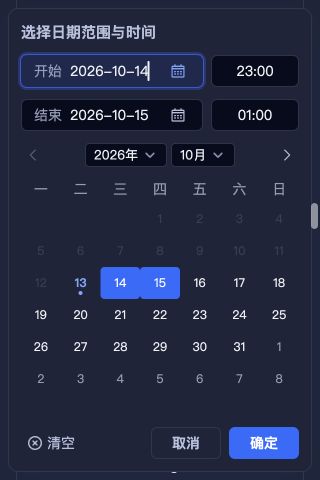 选择日期范围与时间
开始 2026-10-14 23:00
结束 2026-10-15 01:00
2026年 10月
一 二 三 四 五 六 日
1 2 3 4
5 6 7 8 9 10 11
12 13 14 15 16 17 18
19 20 21 22 23 24 25
26 27 28 29 30 31 1
2 3 4 5 6 7 8
清空 取消 确定